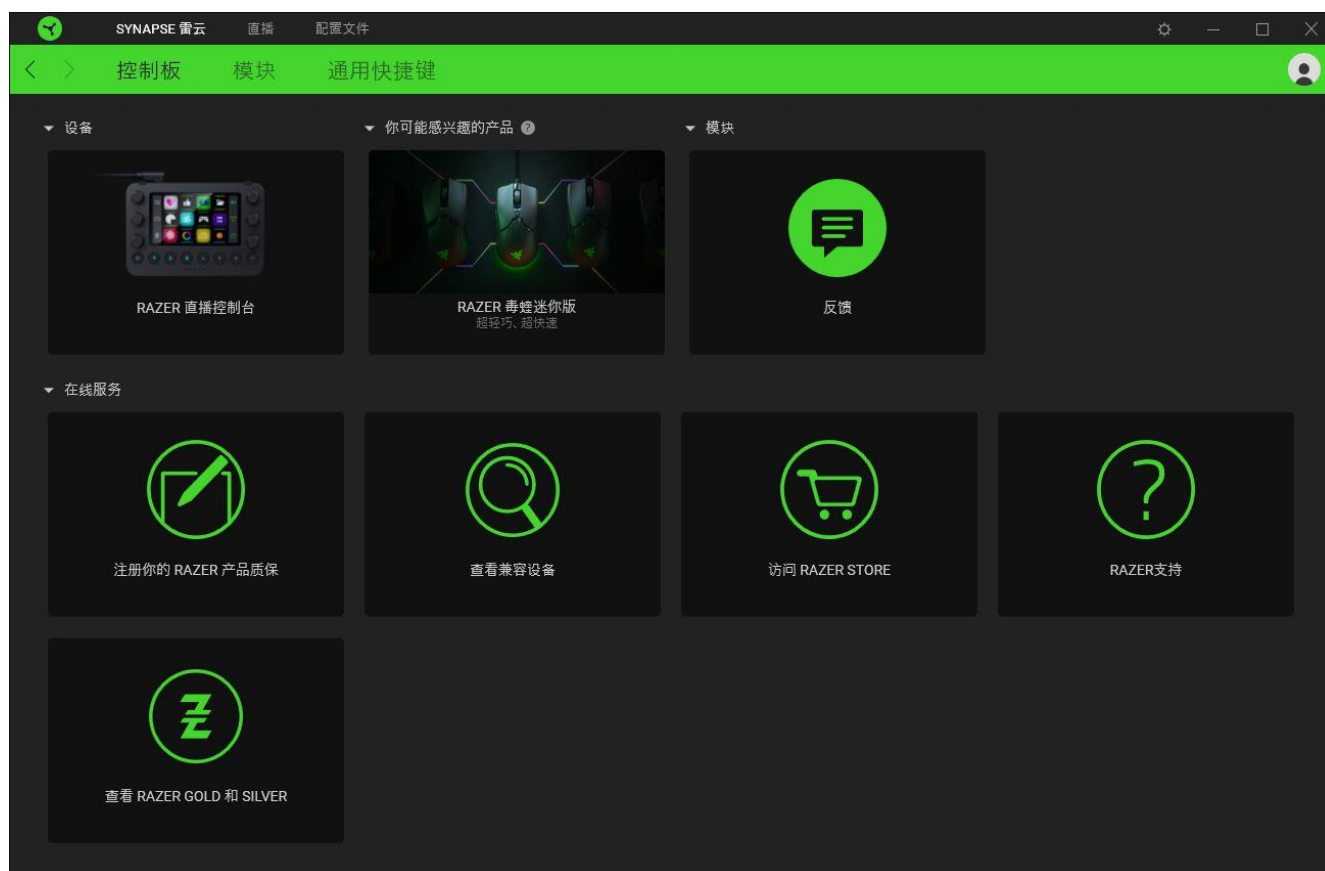 SYNAPSE 雷云
直播
配置文件
控制板
模块
通用快捷键
设备
你可能感兴趣的产品 ?
模块
RAZER 直播控制台
RAZER 毒蝰迷你版
超轻巧、超快速
反馈
在线服务
注册你的 RAZER 产品质保
查看兼容设备
访问 RAZER STORE
RAZER支持
查看 RAZER GOLD 和 SILVER